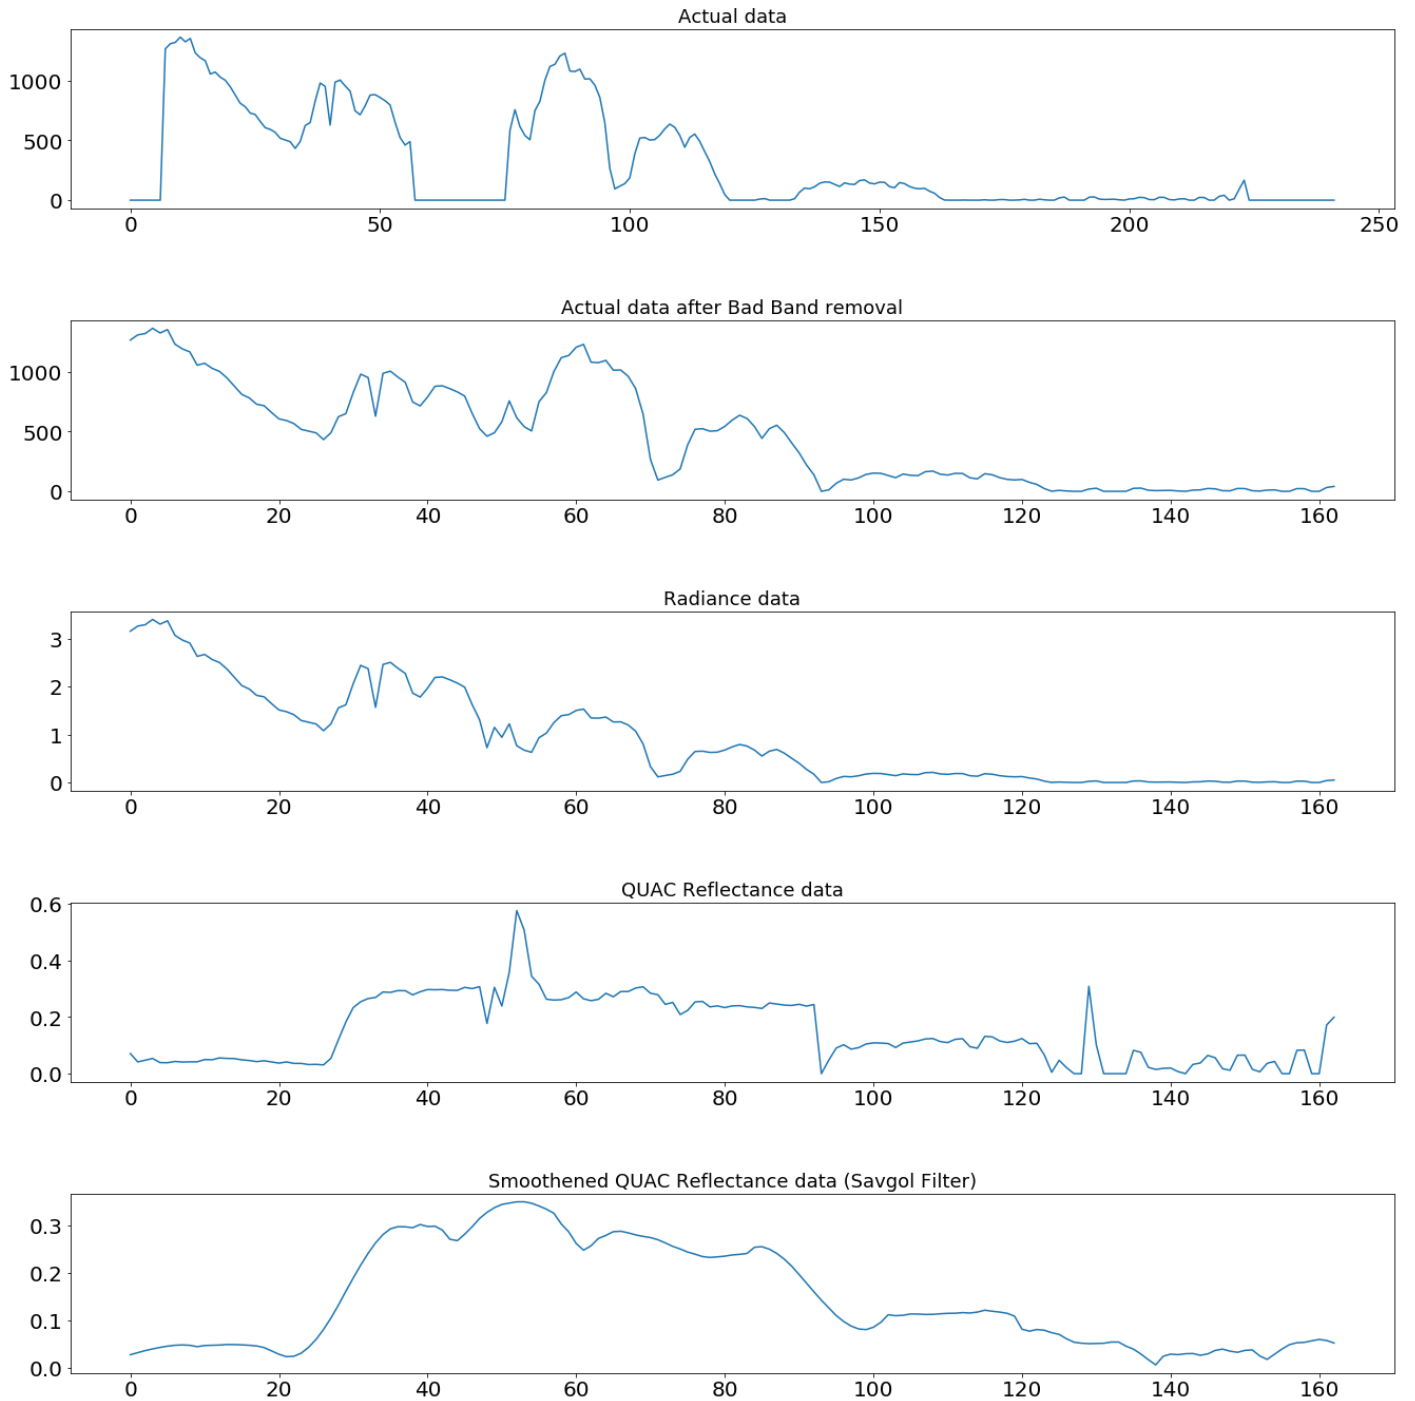 Actual data
1000
500
0
0 50 100 150 200 250
Actual data after Bad Band removal
1000
500
0
0 20 40 60 80 100 120 140 160
Radiance data
3
2
1
0
0 20 40 60 80 100 120 140 160
QUAC Reflectance data
0.6
0.4
0.2
0.0
0 20 40 60 80 100 120 140 160
Smoothened QUAC Reflectance data (Savgol Filter)
0.3
0.2
0.1
0.0
0 20 40 60 80 100 120 140 160